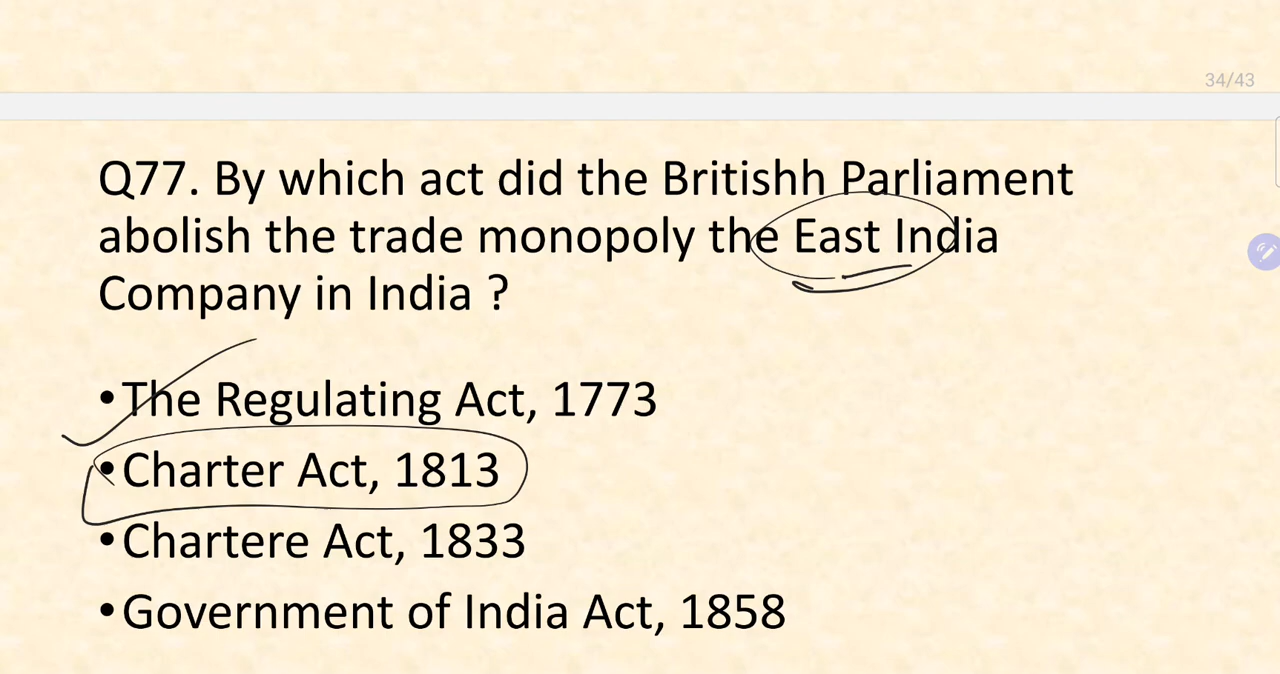 34/43
Q77. By which act did the Britishh Parliament
abolish the trade monopoly the East India
Company in India ?
•The Regulating Act, 1773
•Charter Act, 1813
•Chartere Act, 1833
•Government of India Act, 1858